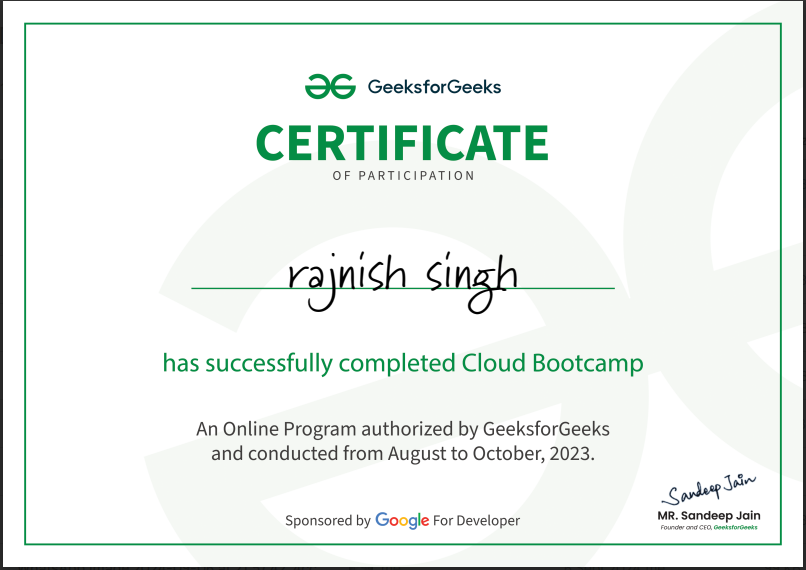 GeeksforGeeks
CERTIFICATE
OF PARTICIPATION
rajnish singh
has successfully completed Cloud Bootcamp
An Online Program authorized by GeeksforGeeks
and conducted from August to October, 2023.
Sandeep Jain
MR. Sandeep Jain
Founder and CEO, GeeksforGeeks
Sponsored by Google For Developer